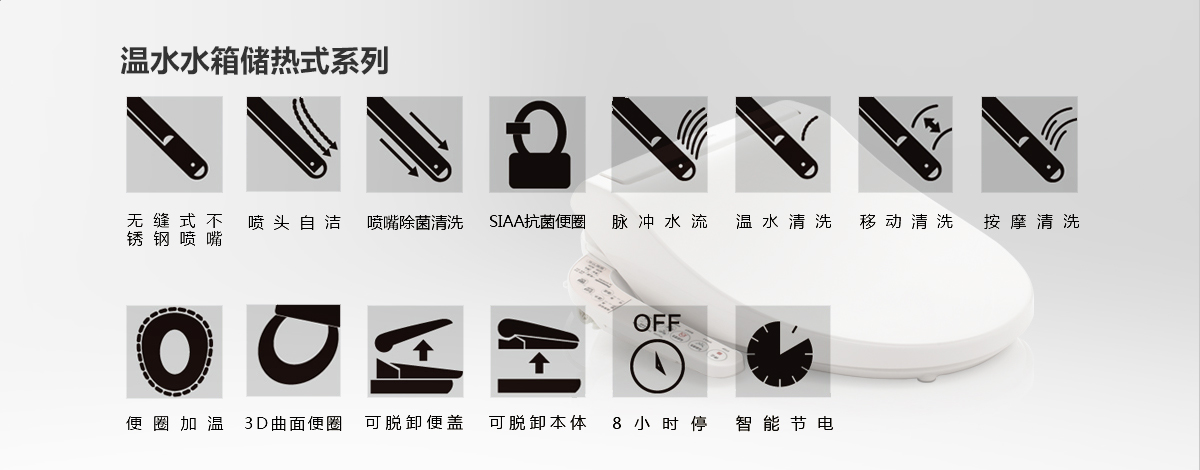 温水水箱储热式系列
无缝式不
锈钢喷嘴
喷头自洁
喷嘴除菌清洗
SIAA抗菌便圈
脉冲水流
温水清洗
移动清洗
按摩清洗
OFF
便圈加温
3D曲面便圈
可脱卸便盖
可脱卸本体
8小时停
智能节电